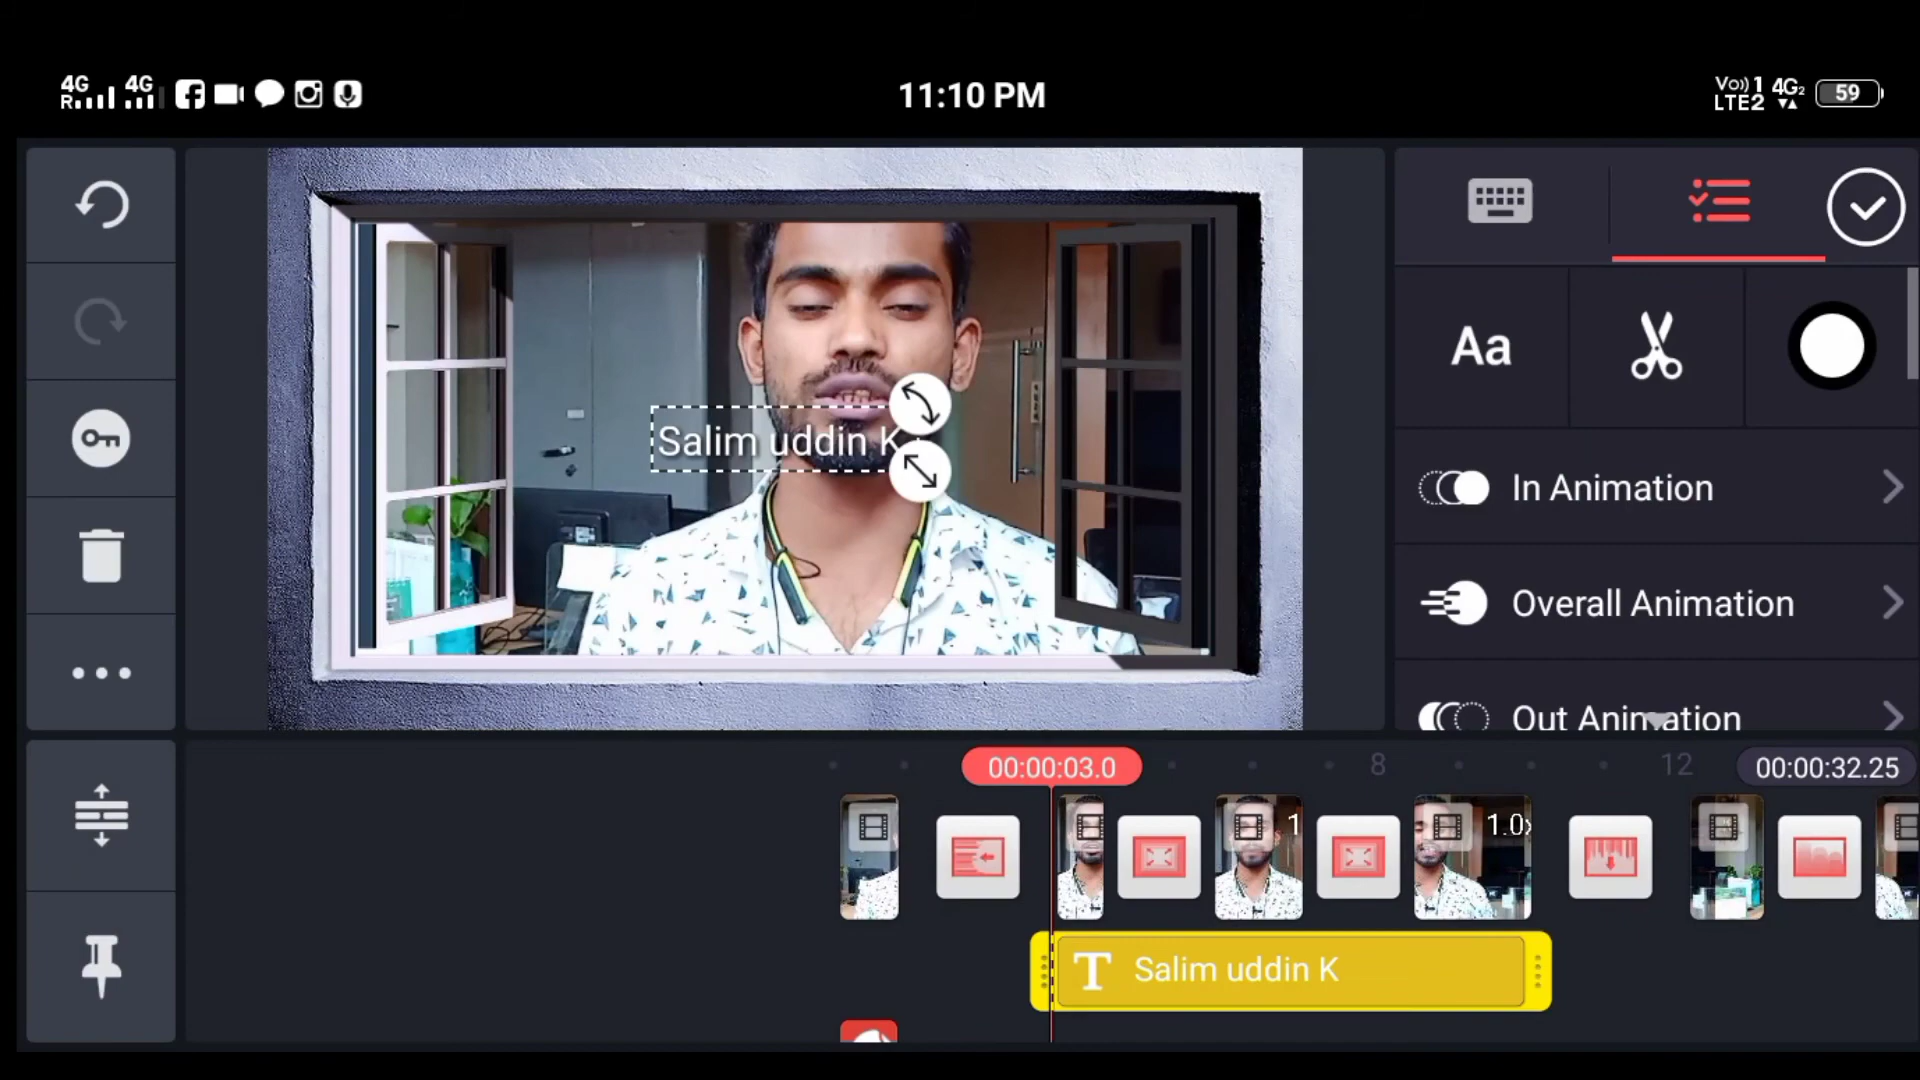 4G
R
4G
11:10 PM
Vo)) 1
LTE2
4G2
59
Salim uddin K
Aa
In Animation
Overall Animation
Out Animation
00:00:03.0
8
12
00:00:32.25
1
1.0x
T Salim uddin K